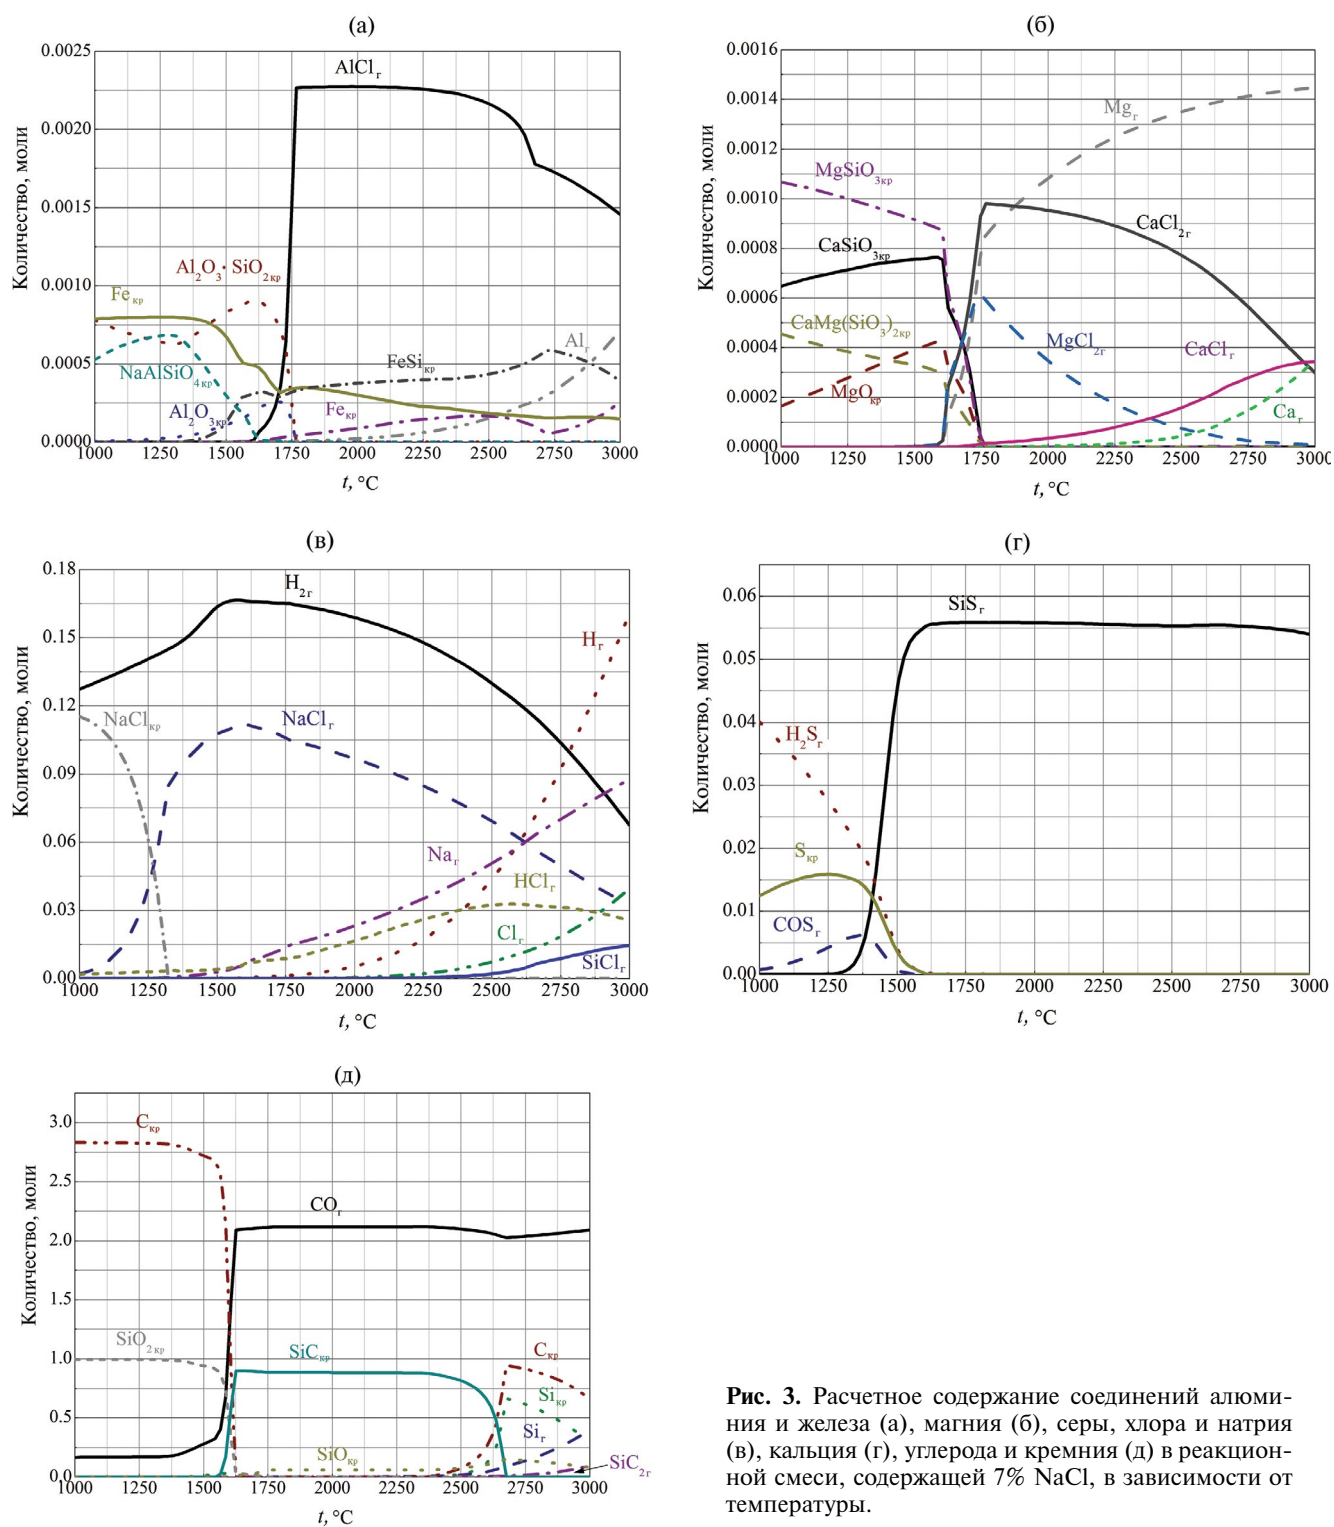 (а)
Количество, моли
0.0025
0.0020
0.0015
0.0010
0.0005
0.0000
AlClг
Al2O3·SiO2кр
Feкр
NaAlSiO4кр
Al2O3кр
FeSiкр
Feкр
Alг
1000 1250 1500 1750 2000 2250 2500 2750 3000
t, °C
(б)
Количество, моли
0.0016
0.0014
0.0012
0.0010
0.0008
0.0006
0.0004
0.0002
0.0000
Mgг
MgSiO3кр
CaSiO3кр
CaCl2г
CaMg(SiO3)2кр
MgCl2г
CaClг
MgOкр
Caг
1000 1250 1500 1750 2000 2250 2500 2750 3000
t, °C
(в)
Количество, моли
0.18
0.15
0.12
0.09
0.06
0.03
0.00
H2г
Hг
NaClкр
NaClг
Naг
HClг
Clг
SiClг
1000 1250 1500 1750 2000 2250 2500 2750 3000
t, °C
(г)
Количество, моли
0.06
0.05
0.04
0.03
0.02
0.01
0.00
SiSг
H2Sг
Sкр
COSг
1000 1250 1500 1750 2000 2250 2500 2750 3000
t, °C
(д)
Количество, моли
3.0
2.5
2.0
1.5
1.0
0.5
0.0
Cкр
COг
SiO2кр
SiCкр
Cкр
Siкр
Siг
SiOкр
SiC2г
1000 1250 1500 1750 2000 2250 2500 2750 3000
t, °C
Рис. 3. Расчетное содержание соединений алюми-
ния и железа (а), магния (б), серы, хлора и натрия
(в), кальция (г), углерода и кремния (д) в реакцион-
ной смеси, содержащей 7% NaCl, в зависимости от
температуры.